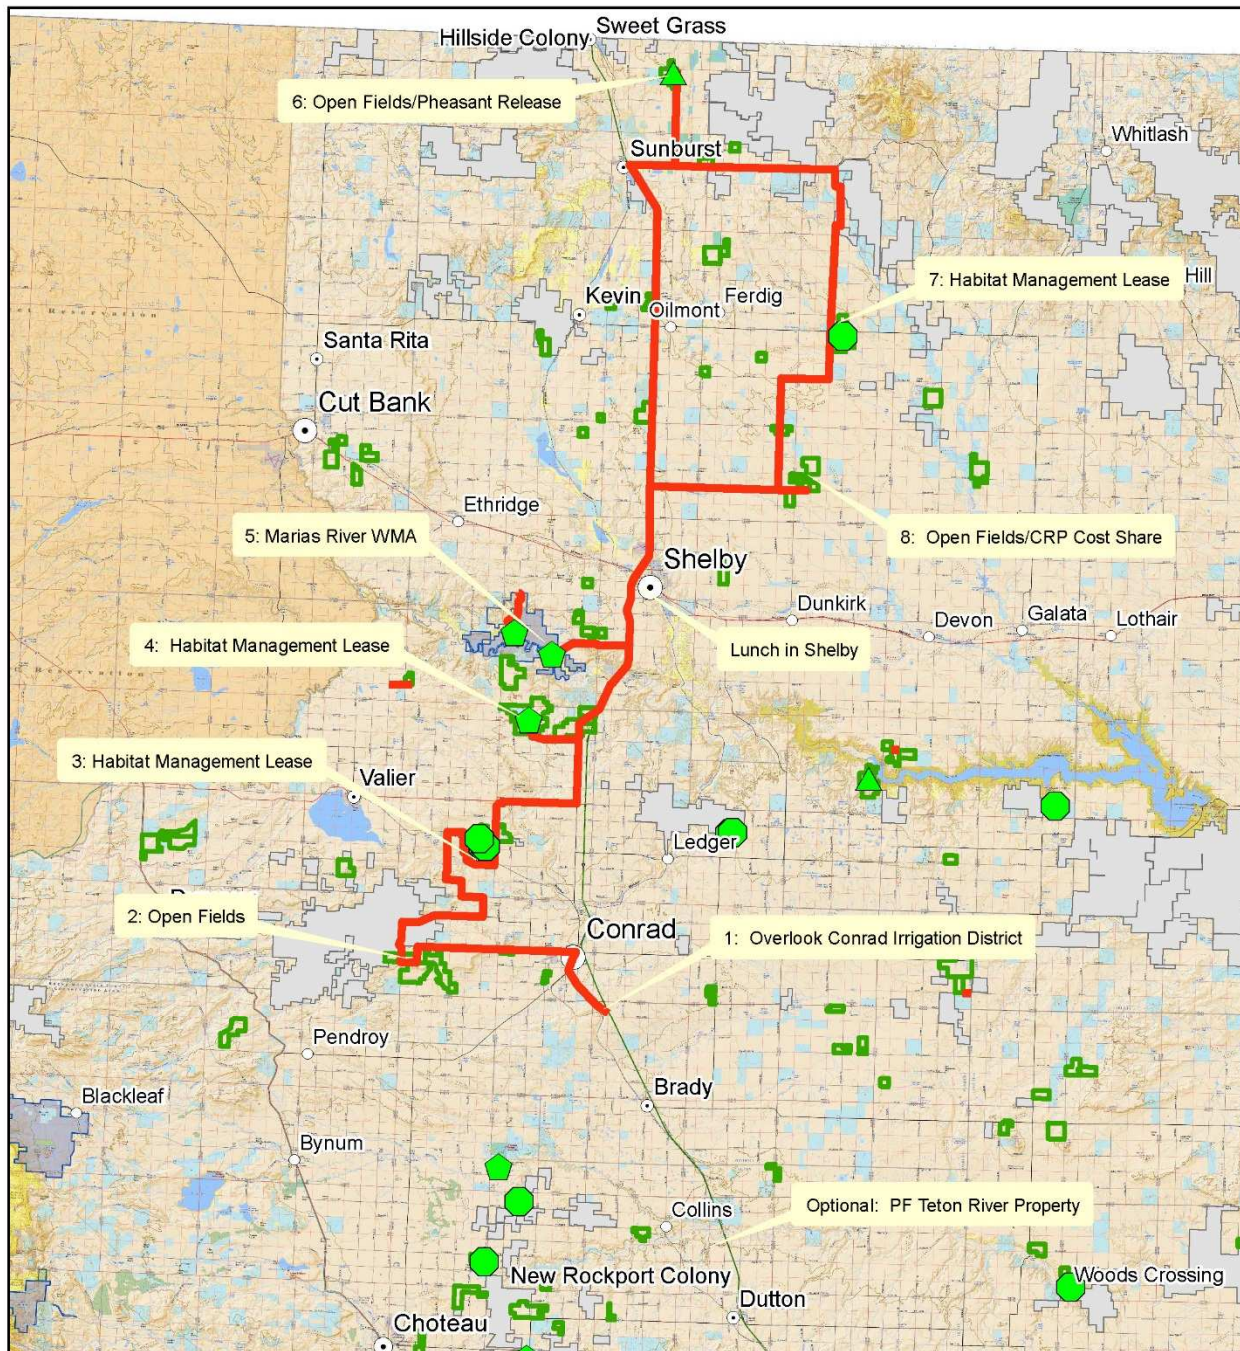 Sweet Grass
Hillside Colony
6: Open Fields/Pheasant Release
Whitlash
Sunburst
7: Habitat Management Lease
Hill
Kevin
Ferdig
Oilmont
Santa Rita
Cut Bank
Ethridge
5: Marias River WMA
8: Open Fields/CRP Cost Share
Shelby
Dunkirk
Galata
Lothair
Devon
4: Habitat Management Lease
Lunch in Shelby
3: Habitat Management Lease
Valier
Ledger
2: Open Fields
Conrad
1: Overlook Conrad Irrigation District
Pendroy
Brady
Blackleaf
Bynum
Optional: PF Teton River Property
Collins
New Rockport Colony
Woods Crossing
Dutton
Choteau